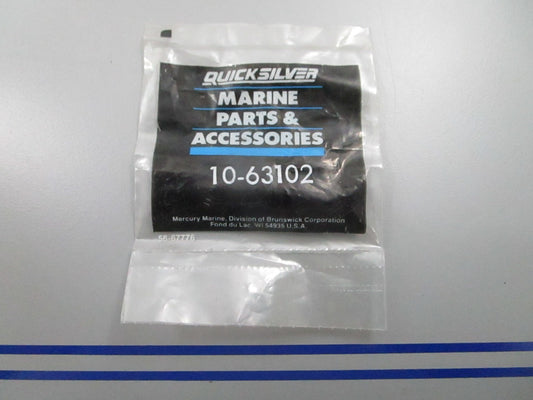 QUICKSILVER
MARINE
PARTS &
ACCESSORIES
10-63102
Mercury Marine, Division of Brunswick Corporation
Fond du Lac, WI 54935 U.S.A.